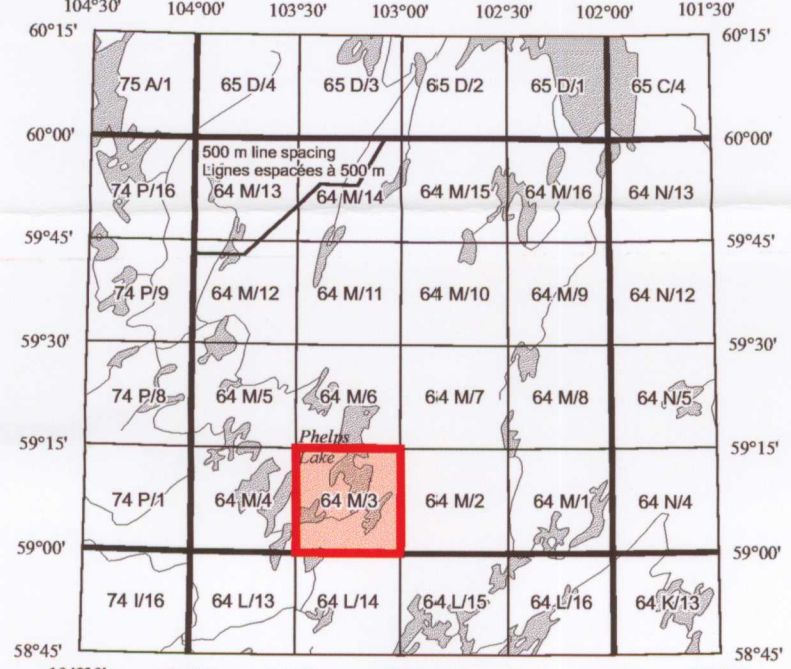 104°30' 104°00' 103°30' 103°00' 102°30' 102°00' 101°30'
60°15' 60°15'
75 A/1 65 D/4 65 D/3 65 D/2 65 D/1 65 C/4
60°00' 60°00'
500 m line spacing
Lignes espacées à 500 m
74 P/16 64 M/13 64 M/14 64 M/15 64 M/16 64 N/13
59°45' 59°45'
74 P/9 64 M/12 64 M/11 64 M/10 64 M/9 64 N/12
59°30' 59°30'
74 P/8 64 M/5 64 M/6 64 M/7 64 M/8 64 N/5
59°15' 59°15'
Phelps
Lake
74 P/1 64 M/4 64 M/3 64 M/2 64 M/1 64 N/4
59°00' 59°00'
74 I/16 64 L/13 64 L/14 64 L/15 64 L/16 64 K/13
58°45' 58°45'